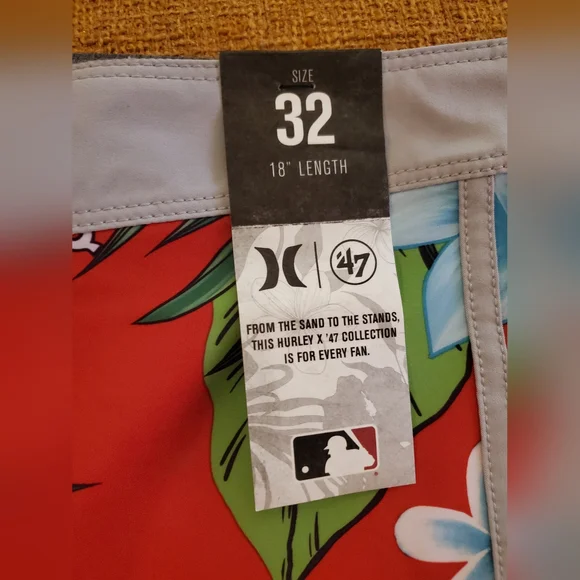 SIZE
32
18" LENGTH
'47
FROM THE SAND TO THE STANDS,
THIS HURLEY X '47 COLLECTION
IS FOR EVERY FAN.